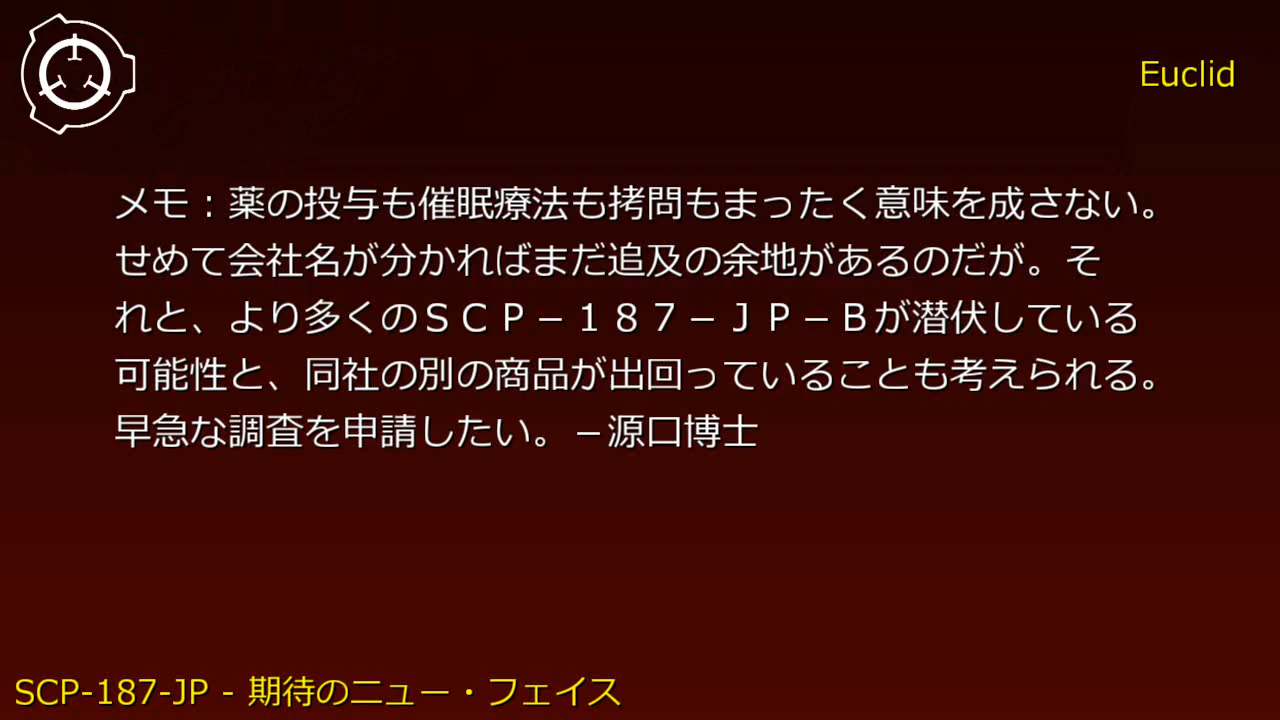 Euclid
メモ：薬の投与も催眠療法も拷問もまったく意味を成さない。
せめて会社名が分かればまだ追及の余地があるのだが。そ
れと、より多くのＳＣＰ－１８７－ＪＰ－Ｂが潜伏している
可能性と、同社の別の商品が出回っていることも考えられる。
早急な調査を申請したい。－源口博士
SCP-187-JP - 期待のニュー・フェイス